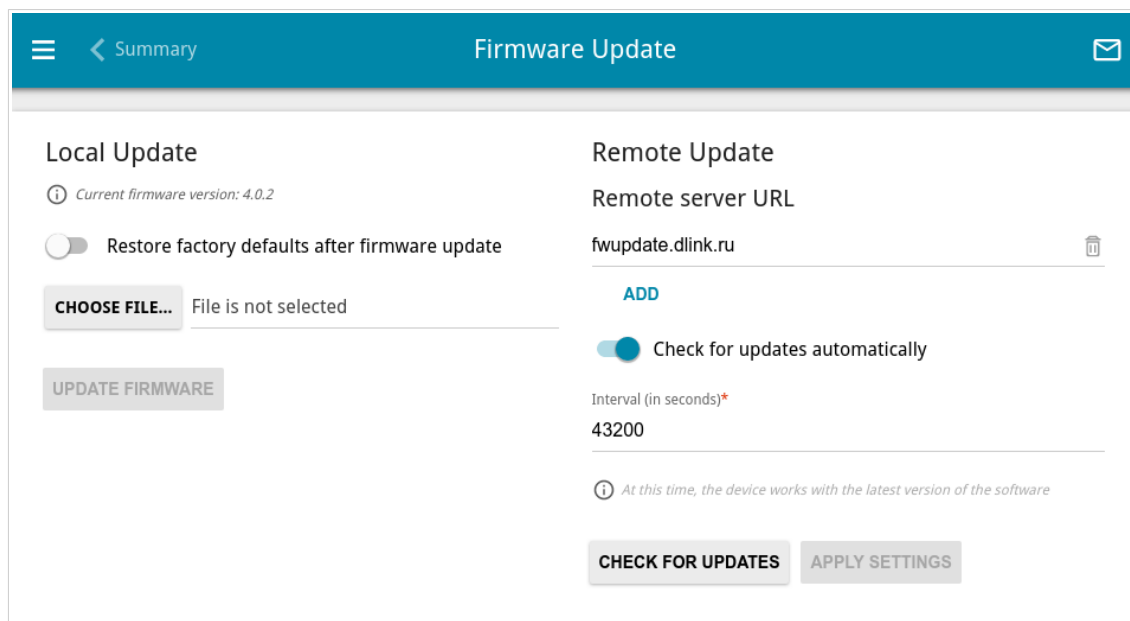 Summary
Firmware Update
Local Update
Current firmware version: 4.0.2
Restore factory defaults after firmware update
CHOOSE FILE...
File is not selected
UPDATE FIRMWARE
Remote Update
Remote server URL
fwupdate.dlink.ru
ADD
Check for updates automatically
Interval (in seconds)*
43200
At this time, the device works with the latest version of the software
CHECK FOR UPDATES
APPLY SETTINGS